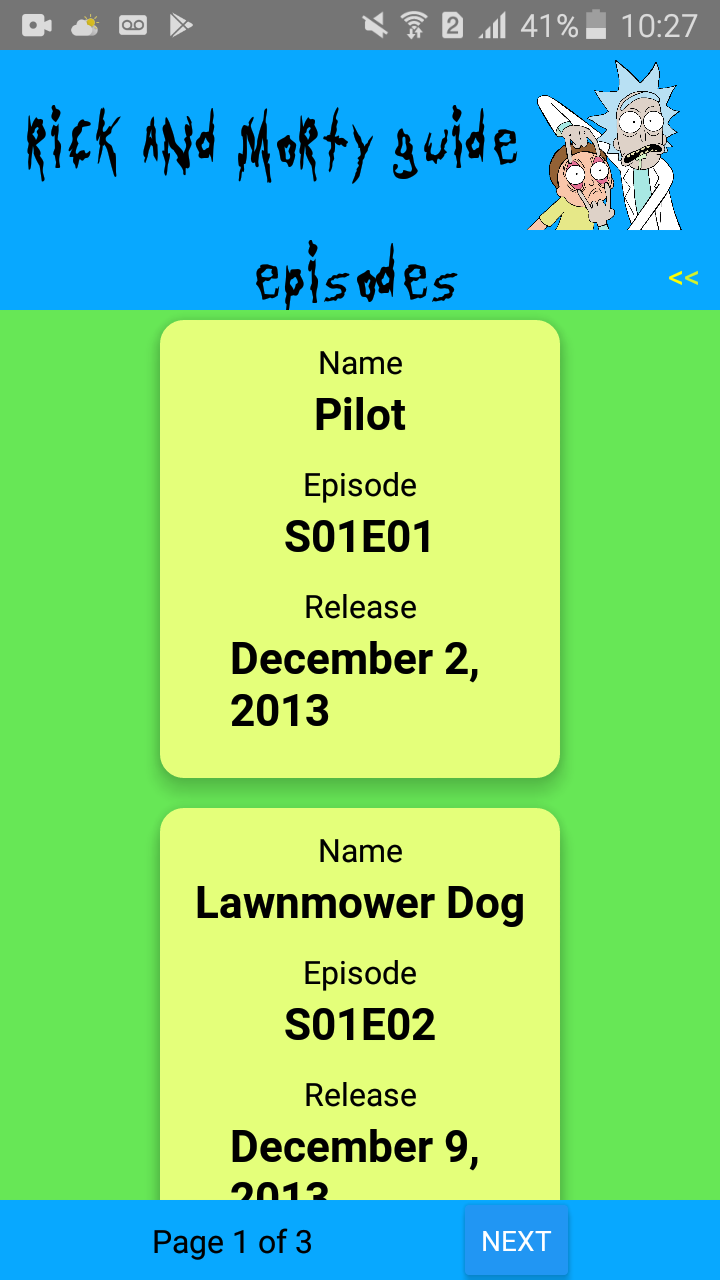 2 41% 10:27
Rick and Morty guide
episodes
<<
Name
Pilot
Episode
S01E01
Release
December 2,
2013
Name
Lawnmower Dog
Episode
S01E02
Release
December 9,
2013
Page 1 of 3
NEXT